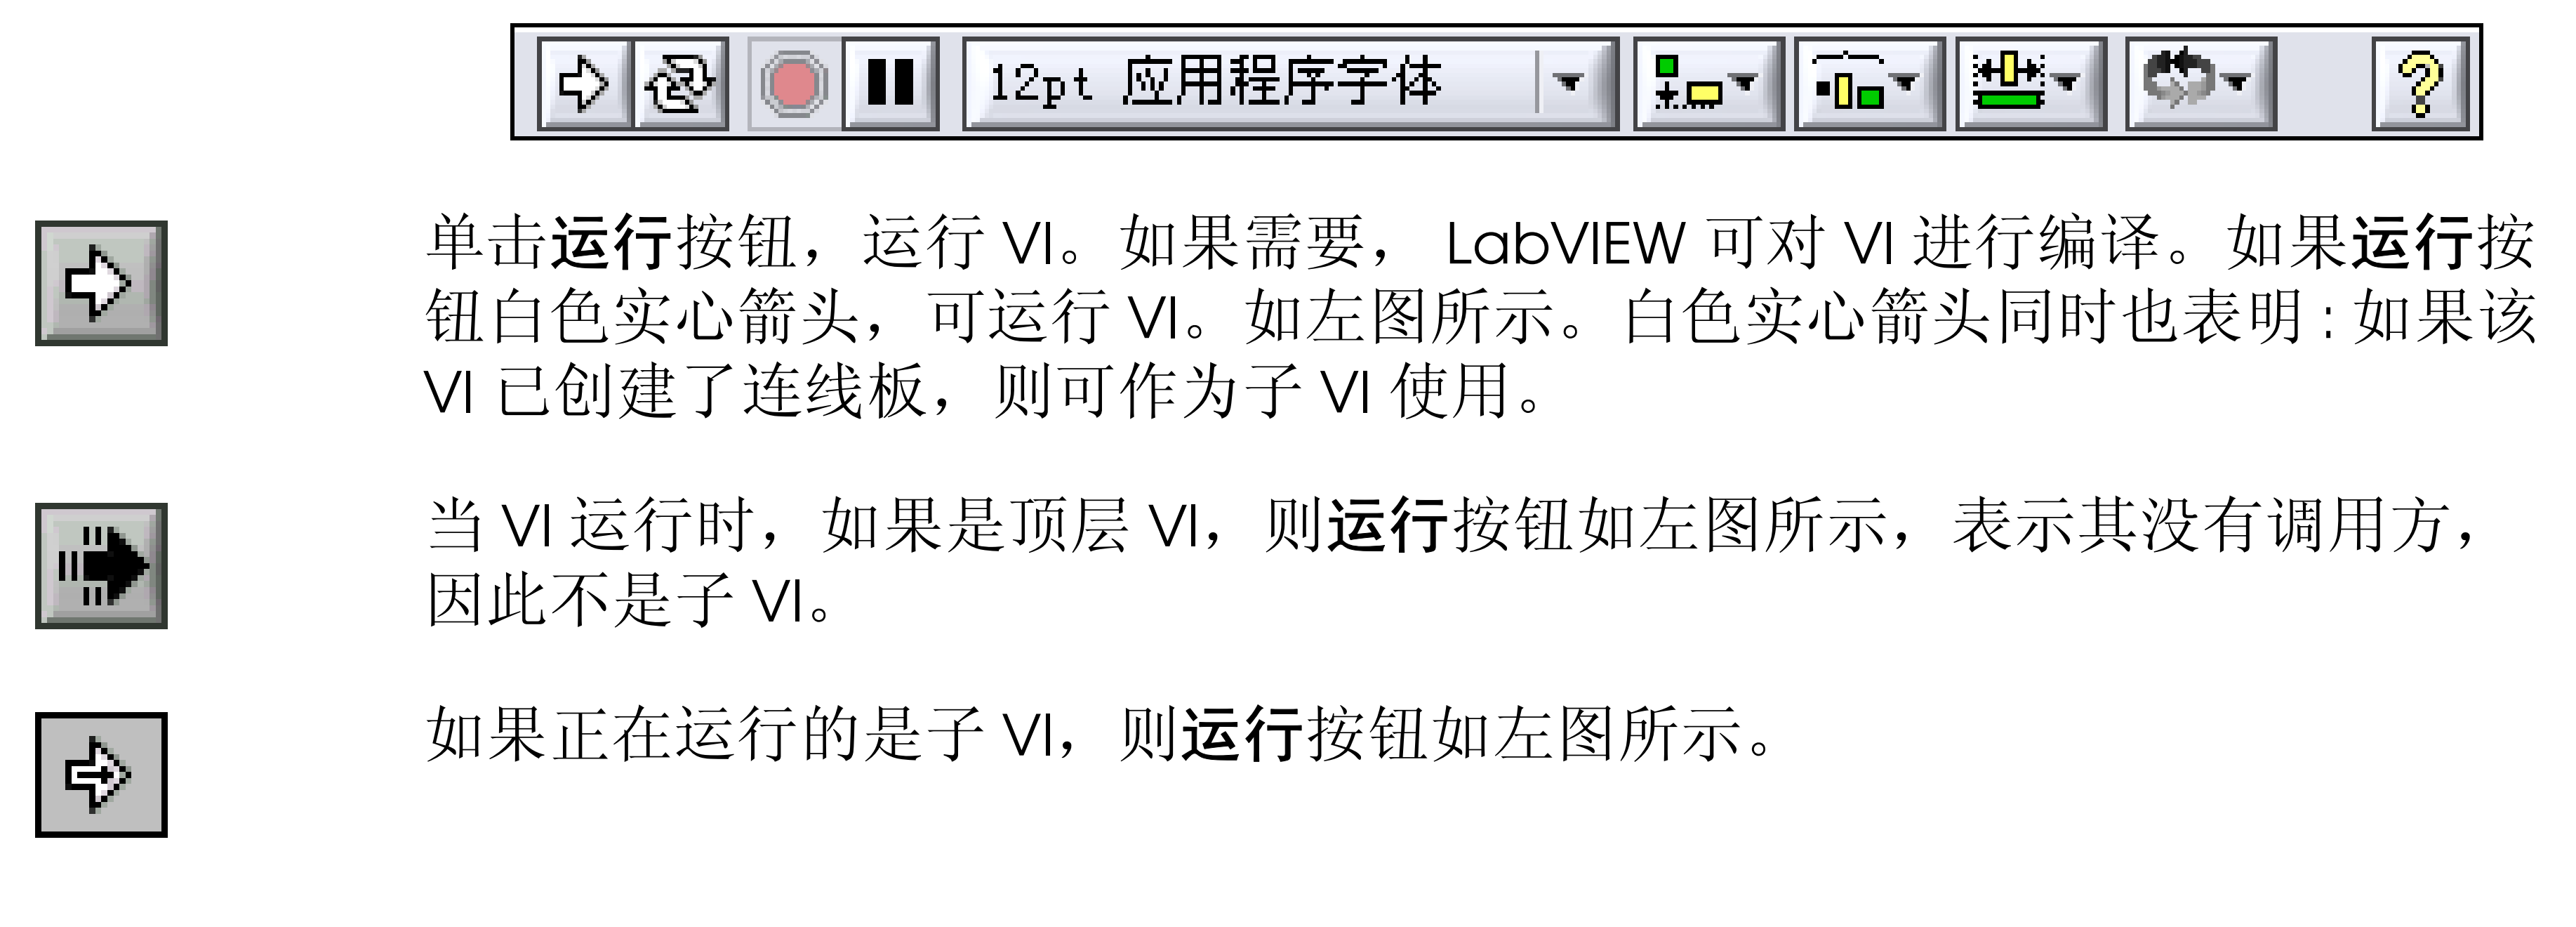 12pt 应用程序字体
单击运行按钮，运行 VI。如果需要， LabVIEW 可对 VI 进行编译。如果运行按
钮白色实心箭头，可运行 VI。如左图所示。白色实心箭头同时也表明：如果该
VI 已创建了连线板，则可作为子 VI 使用。
当 VI 运行时，如果是顶层 VI，则运行按钮如左图所示，表示其没有调用方，
因此不是子 VI。
如果正在运行的是子 VI，则运行按钮如左图所示。